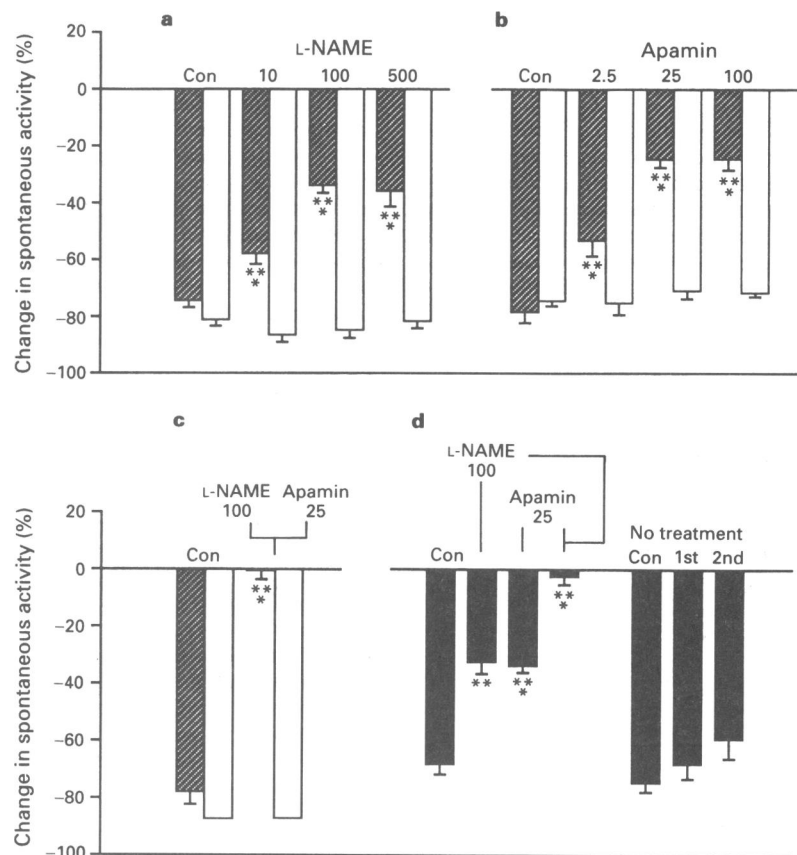 a
L-NAME
Con 10 100 500
b
Apamin
Con 2.5 25 100
Change in spontaneous activity (%)
20
0
−20
−40
−60
−80
−100
***
***
***
***
***
***
c
L-NAME Apamin
100 25
Con
d
L-NAME
100
Apamin
25
Con
No treatment
Con 1st 2nd
Change in spontaneous activity (%)
20
0
−20
−40
−60
−80
−100
***
**
***
***